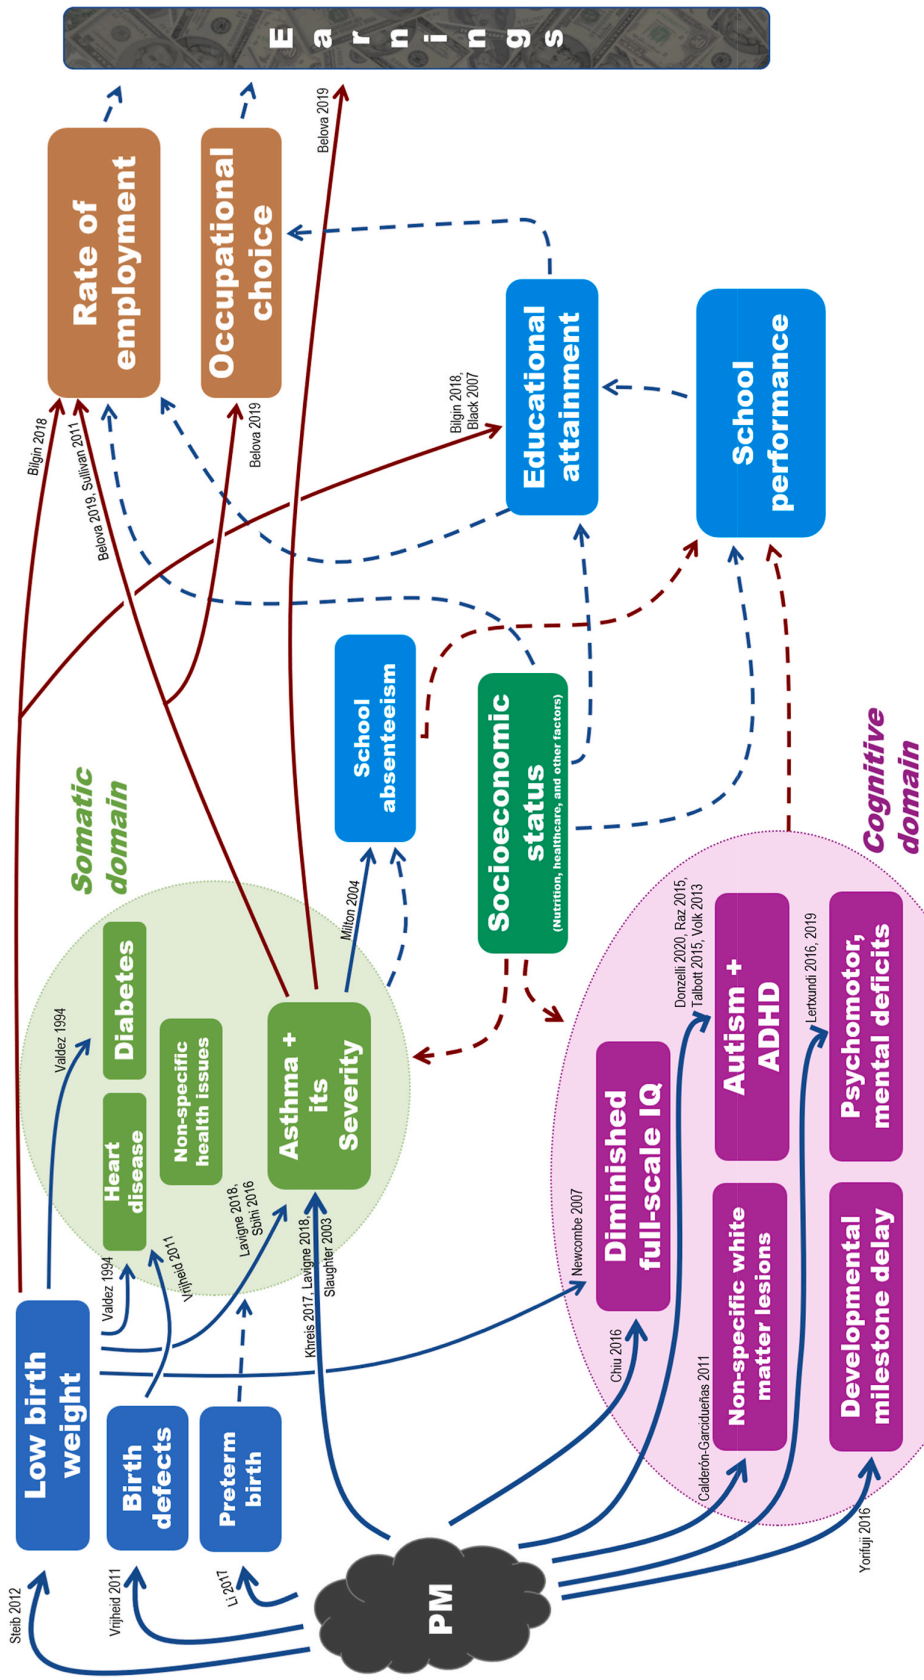 Steib 2012
Vrijheid 2011
Li 2017
PM
Low birth
weight
Birth
defects
Preterm
birth
Valdez 1994
Valdez 1994
Vrijheid 2011
Lavigne 2018,
Sbihi 2016
Khreis 2017, Lavigne 2018,
Slaughter 2003
Newcombe 2007
Chiu 2016
Calderón-Garcidueñas 2011
Yorifuji 2016
Somatic
domain
Heart
disease
Diabetes
Non-specific
health issues
Asthma +
its
Severity
Milton 2004
Diminished
full-scale IQ
Non-specific white
matter lesions
Autism +
ADHD
Donzelli 2020, Raz 2015,
Talbott 2015, Volk 2013
Developmental
milestone delay
Psychomotor,
mental deficits
Lertxundi 2016, 2019
Cognitive
domain
School
absenteeism
Socioeconomic
status
(Nutrition, healthcare, and other factors)
Bilgin 2018
Belova 2019, Sullivan 2011
Belova 2019
Bilgin 2018,
Black 2007
Educational
attainment
School
performance
Rate of
employment
Occupational
choice
Belova 2019
Earnings